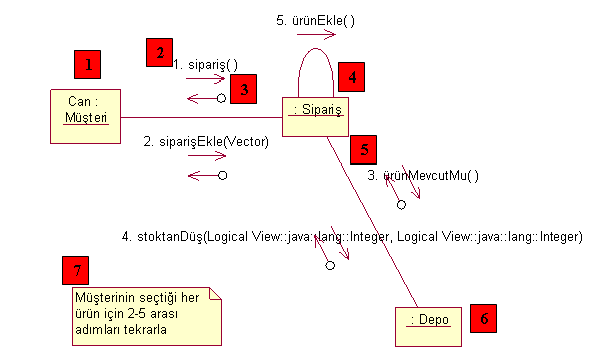 5. ürünEkle( )
2
1
1. sipariş( )
3
4
Can :
Müşteri
: Sipariş
2. siparişEkle(Vector)
5
3. ürünMevcutMu( )
4. stoktanDüş(Logical View::java::lang::Integer, Logical View::java::lang::Integer)
7
Müşterinin seçtiği her
ürün için 2-5 arası
adımları tekrarla
: Depo
6